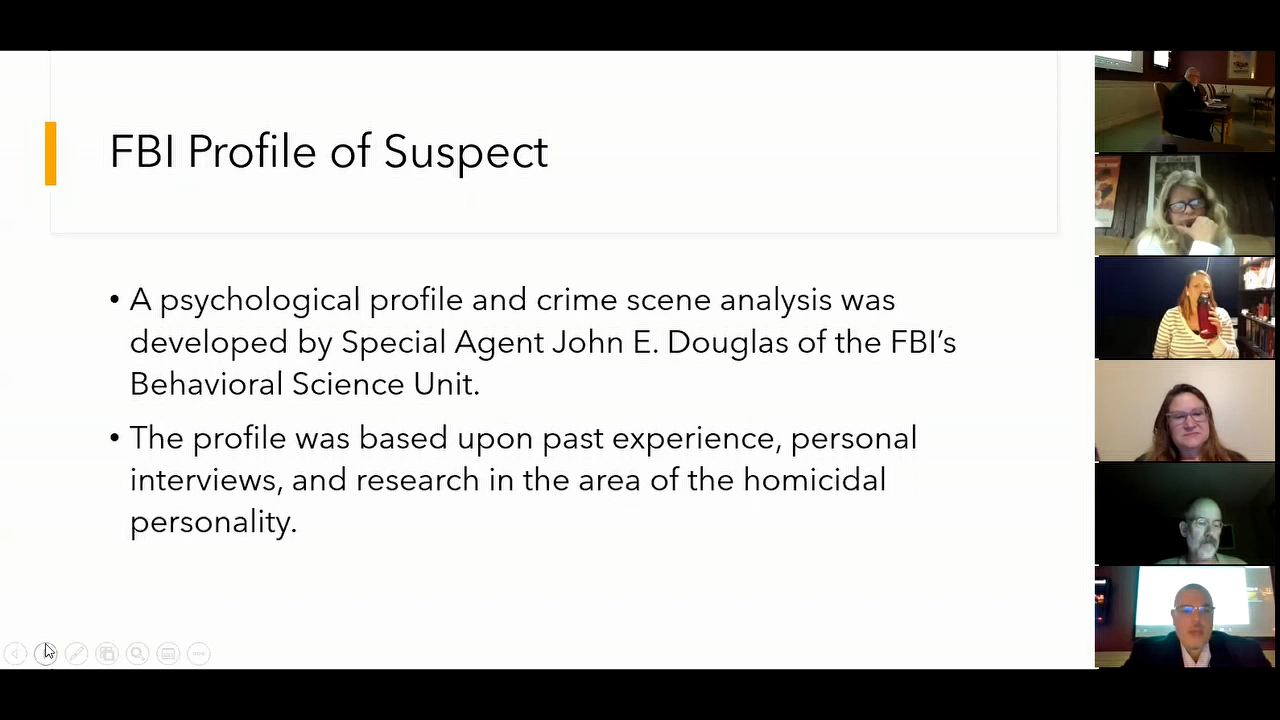 FBI Profile of Suspect
• A psychological profile and crime scene analysis was
developed by Special Agent John E. Douglas of the FBI’s
Behavioral Science Unit.
• The profile was based upon past experience, personal
interviews, and research in the area of the homicidal
personality.